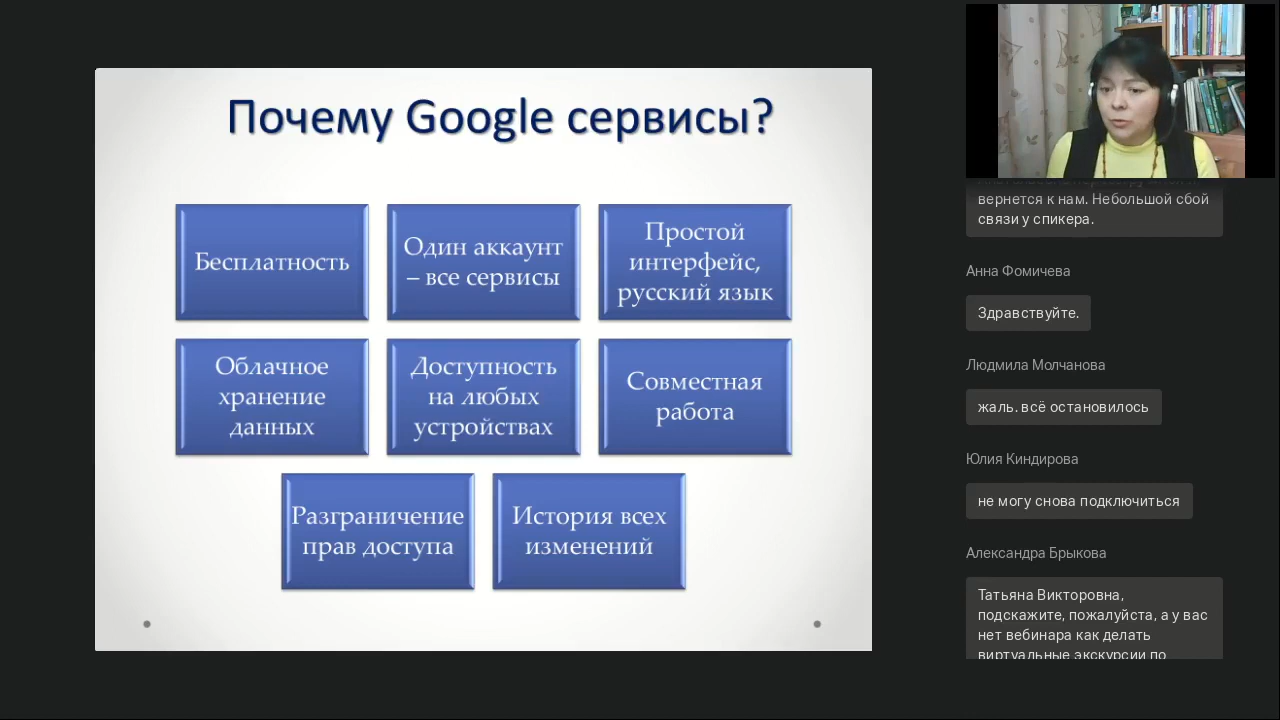 Почему Google сервисы?
Бесплатность
Один аккаунт
– все сервисы
Простой
интерфейс,
русский язык
Облачное
хранение
данных
Доступность
на любых
устройствах
Совместная
работа
Разграничение
прав доступа
История всех
изменений
вернется к нам. Небольшой сбой
связи у спикера.
Анна Фомичева
Здравствуйте.
Людмила Молчанова
жаль. всё остановилось
Юлия Киндирова
не могу снова подключиться
Александра Брыкова
Татьяна Викторовна,
подскажите, пожалуйста, а у вас
нет вебинара как делать
виртуальные экскурсии по